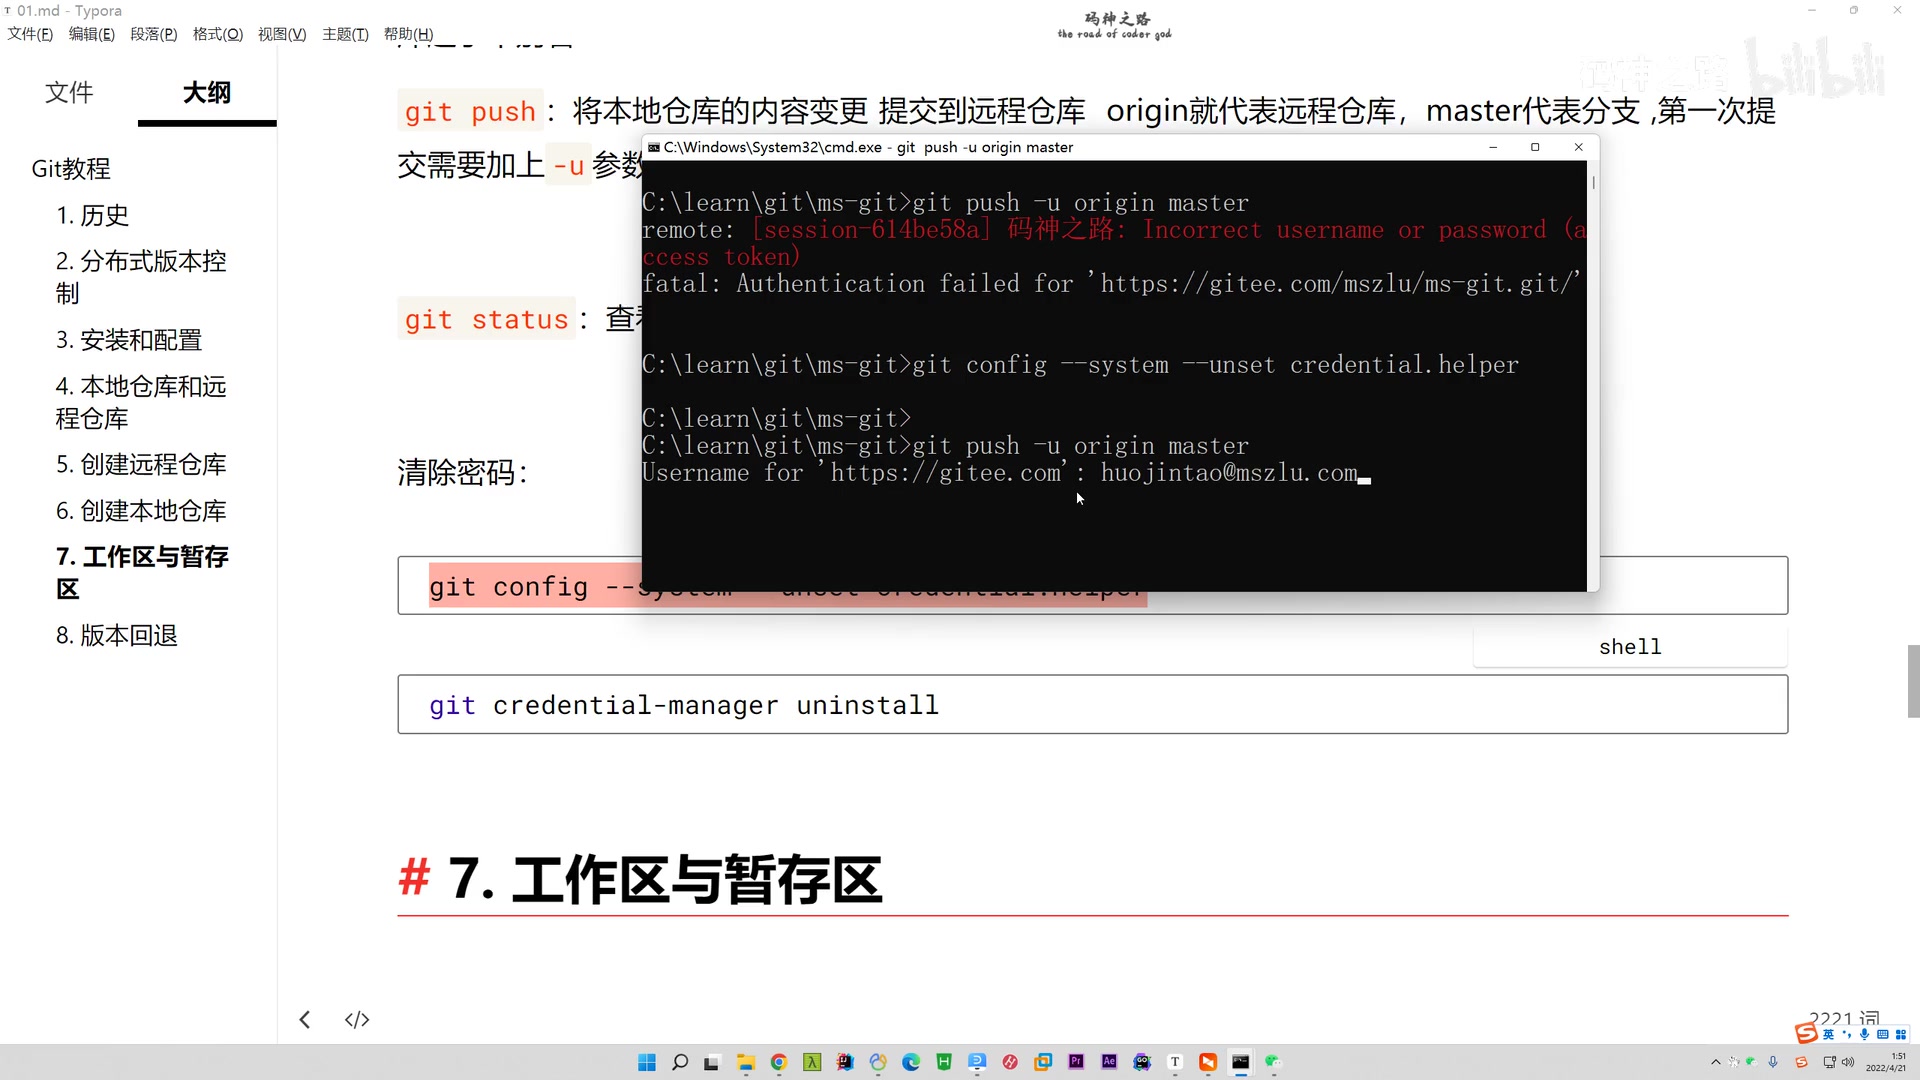 01.md - Typora
码神之路
the road of coder god
文件(F) 编辑(E) 段落(P) 格式(O) 视图(V) 主题(T) 帮助(H)
码神之路 bilibili
文件 大纲
Git教程
1. 历史
2. 分布式版本控
制
3. 安装和配置
4. 本地仓库和远
程仓库
5. 创建远程仓库
6. 创建本地仓库
7. 工作区与暂存
区
8. 版本回退
git push：将本地仓库的内容变更 提交到远程仓库 origin就代表远程仓库，master代表分支 ,第一次提
交需要加上 -u 参数
git status：查看
清除密码：
C:\Windows\System32\cmd.exe - git push -u origin master
C:\learn\git\ms-git>git push -u origin master
remote: [session-614be58a] 码神之路: Incorrect username or password (a
ccess token)
fatal: Authentication failed for 'https://gitee.com/mszlu/ms-git.git/'
C:\learn\git\ms-git>git config --system --unset credential.helper
C:\learn\git\ms-git>
C:\learn\git\ms-git>git push -u origin master
Username for 'https://gitee.com': huojintao@mszlu.com
git config --system --unset credential.helper
shell
git credential-manager uninstall
# 7. 工作区与暂存区
</>
2221 词
英
1:51
2022/4/21